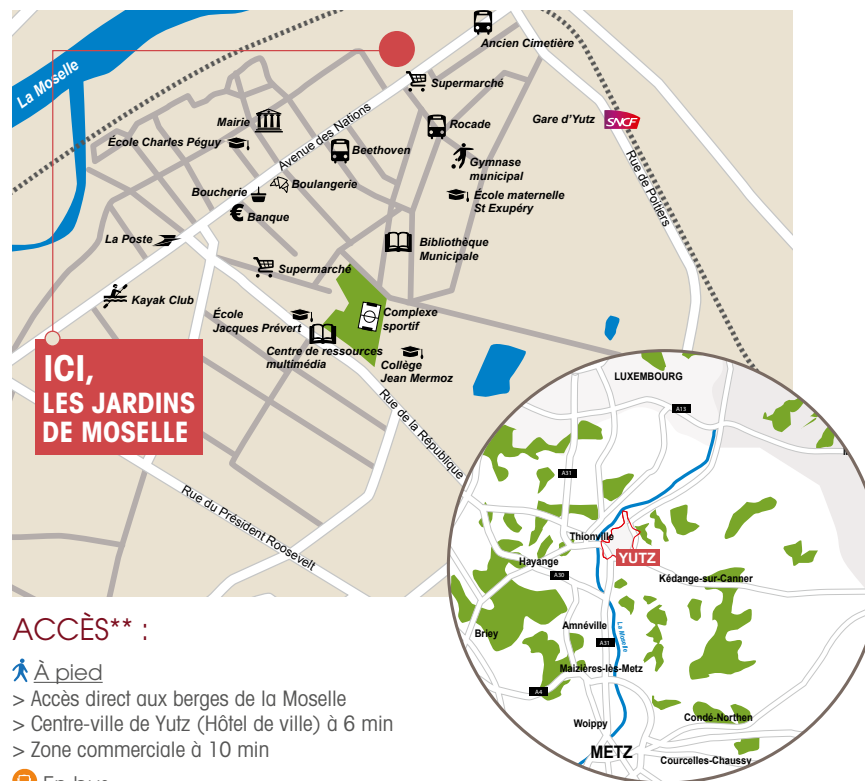 Ancien Cimetière
La Moselle
Supermarché
Mairie
Rocade
Gare d'Yutz
SNCF
Avenue des Nations
École Charles Péguy
Beethoven
Gymnase
municipal
Rue de Poitiers
Boucherie
Boulangerie
École maternelle
St Exupéry
€ Banque
La Poste
Bibliothèque
Municipale
Supermarché
Kayak Club
École
Jacques Prévert
Complexe
sportif
Centre de ressources
multimédia
Collège
Jean Mermoz
ICI,
LES JARDINS
DE MOSELLE
Rue de la République
Rue du Président Roosevelt
LUXEMBOURG
A13
A31
Thionville
YUTZ
Hayange
A30
Kédange-sur-Canner
Briey
Amnéville
La Moselle
A31
Maizières-lès-Metz
A4
Woippy
Condé-Northen
METZ
Courcelles-Chaussy
ACCÈS** :
À pied
> Accès direct aux berges de la Moselle
> Centre-ville de Yutz (Hôtel de ville) à 6 min
> Zone commerciale à 10 min
En bus